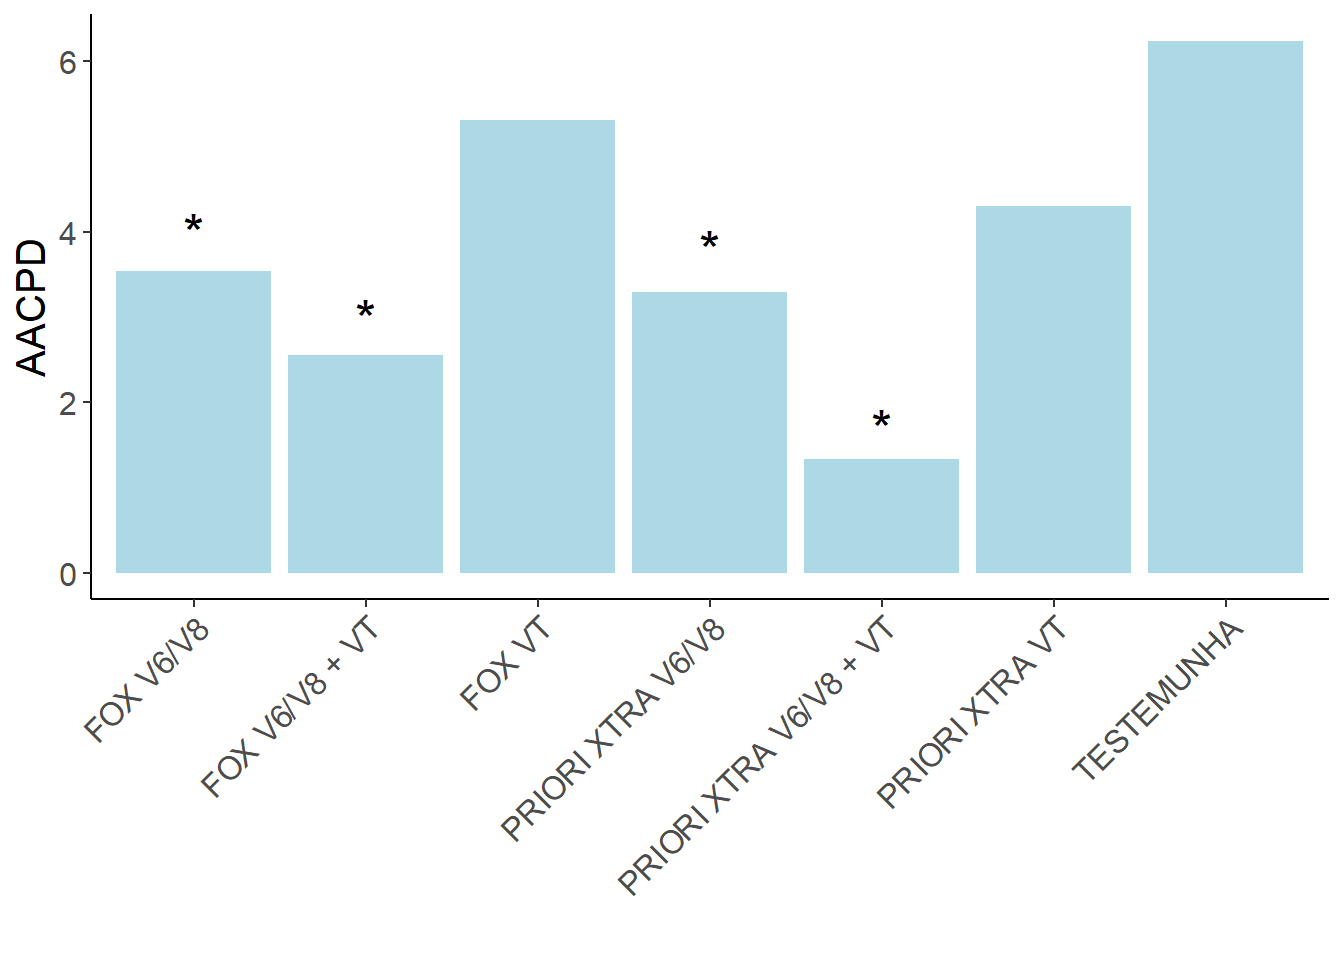 AACPD
6
4
2
0
*
*
*
*
FOX V6/V8
FOX V6/V8 + VT
FOX VT
PRIORI XTRA V6/V8
PRIORI XTRA V6/V8 + VT
PRIORI XTRA VT
TESTEMUNHA